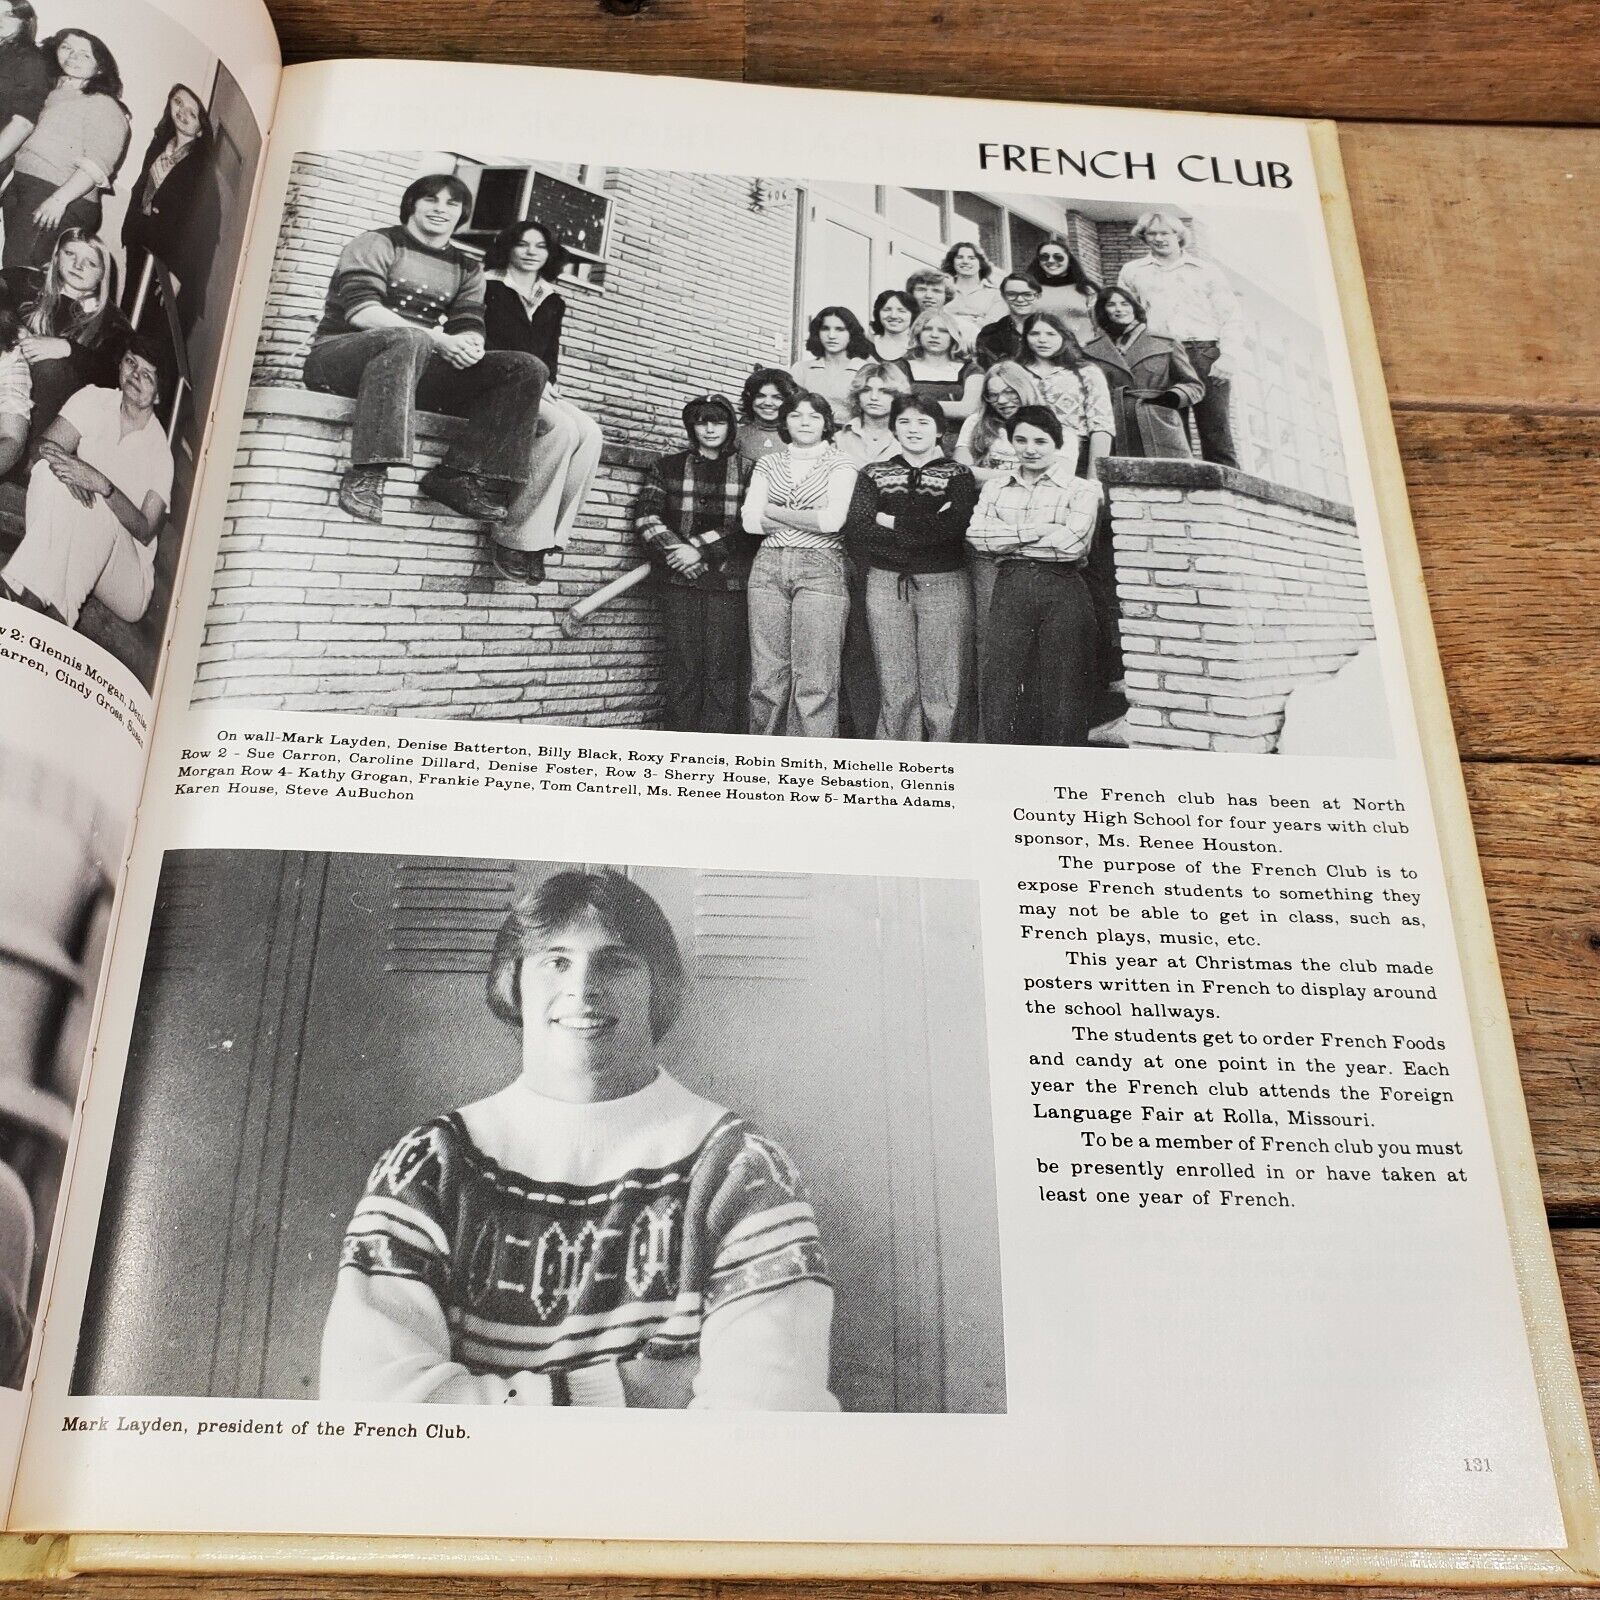 FRENCH CLUB
606
w 2: Glennis Morgan, Denise
arren, Cindy Gross, Susan
On wall-Mark Layden, Denise Batterton, Billy Black, Roxy Francis, Robin Smith, Michelle Roberts
Row 2 - Sue Carron, Caroline Dillard, Denise Foster, Row 3- Sherry House, Kaye Sebastion, Glennis
Morgan Row 4- Kathy Grogan, Frankie Payne, Tom Cantrell, Ms. Renee Houston Row 5- Martha Adams,
Karen House, Steve AuBuchon
The French club has been at North
County High School for four years with club
sponsor, Ms. Renee Houston.
The purpose of the French Club is to
expose French students to something they
may not be able to get in class, such as,
French plays, music, etc.
This year at Christmas the club made
posters written in French to display around
the school hallways.
The students get to order French Foods
and candy at one point in the year. Each
year the French club attends the Foreign
Language Fair at Rolla, Missouri.
To be a member of French club you must
be presently enrolled in or have taken at
least one year of French.
Mark Layden, president of the French Club.
131